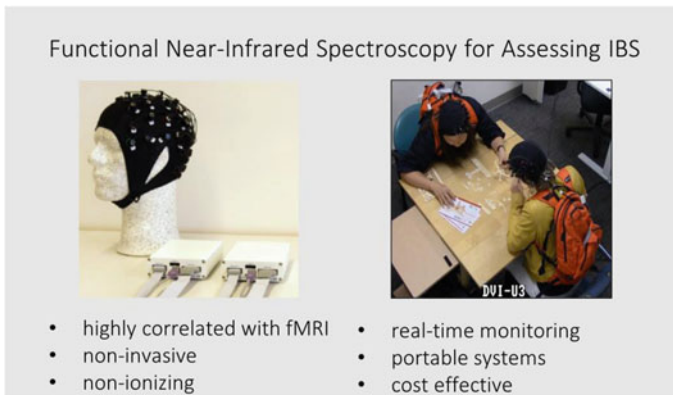 Functional Near-Infrared Spectroscopy for Assessing IBS
DVI-U3
• highly correlated with fMRI
• non-invasive
• non-ionizing
• real-time monitoring
• portable systems
• cost effective